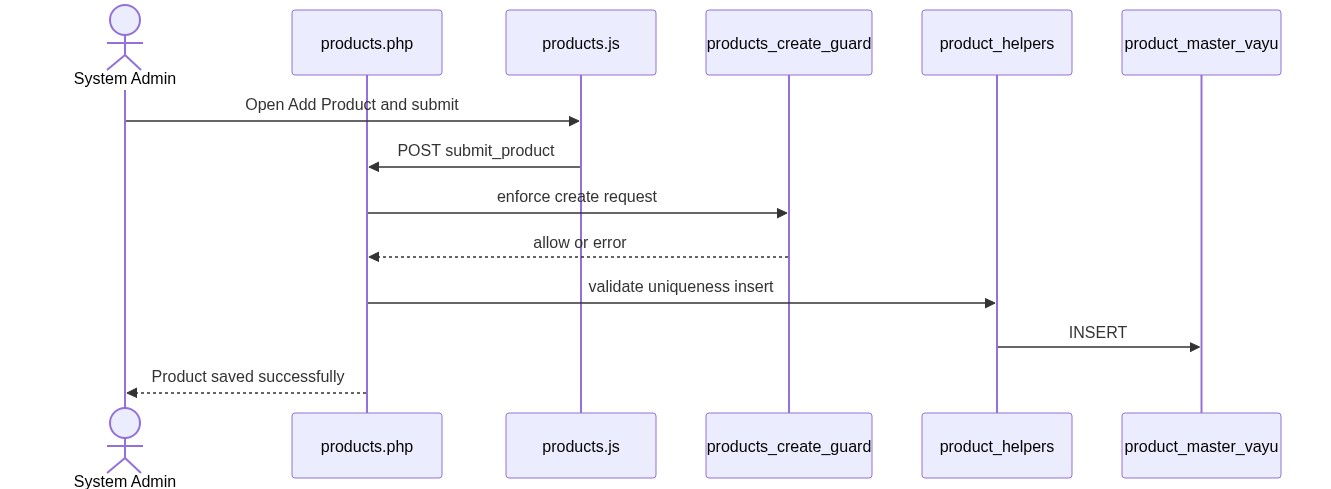 System Admin
products.php
products.js
products_create_guard
product_helpers
product_master_vayu
Open Add Product and submit
POST submit_product
enforce create request
allow or error
validate uniqueness insert
INSERT
Product saved successfully
System Admin
products.php
products.js
products_create_guard
product_helpers
product_master_vayu